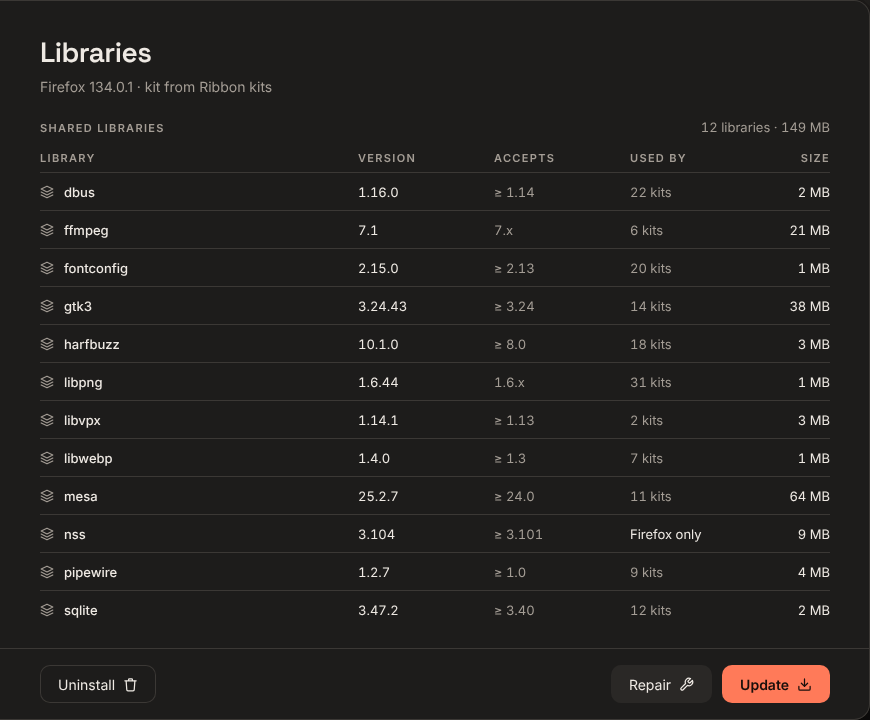 Libraries
Firefox 134.0.1 · kit from Ribbon kits
SHARED LIBRARIES 12 libraries · 149 MB
LIBRARY VERSION ACCEPTS USED BY SIZE
dbus 1.16.0 ≥ 1.14 22 kits 2 MB
ffmpeg 7.1 7.x 6 kits 21 MB
fontconfig 2.15.0 ≥ 2.13 20 kits 1 MB
gtk3 3.24.43 ≥ 3.24 14 kits 38 MB
harfbuzz 10.1.0 ≥ 8.0 18 kits 3 MB
libpng 1.6.44 1.6.x 31 kits 1 MB
libvpx 1.14.1 ≥ 1.13 2 kits 3 MB
libwebp 1.4.0 ≥ 1.3 7 kits 1 MB
mesa 25.2.7 ≥ 24.0 11 kits 64 MB
nss 3.104 ≥ 3.101 Firefox only 9 MB
pipewire 1.2.7 ≥ 1.0 9 kits 4 MB
sqlite 3.47.2 ≥ 3.40 12 kits 2 MB
Uninstall Repair Update